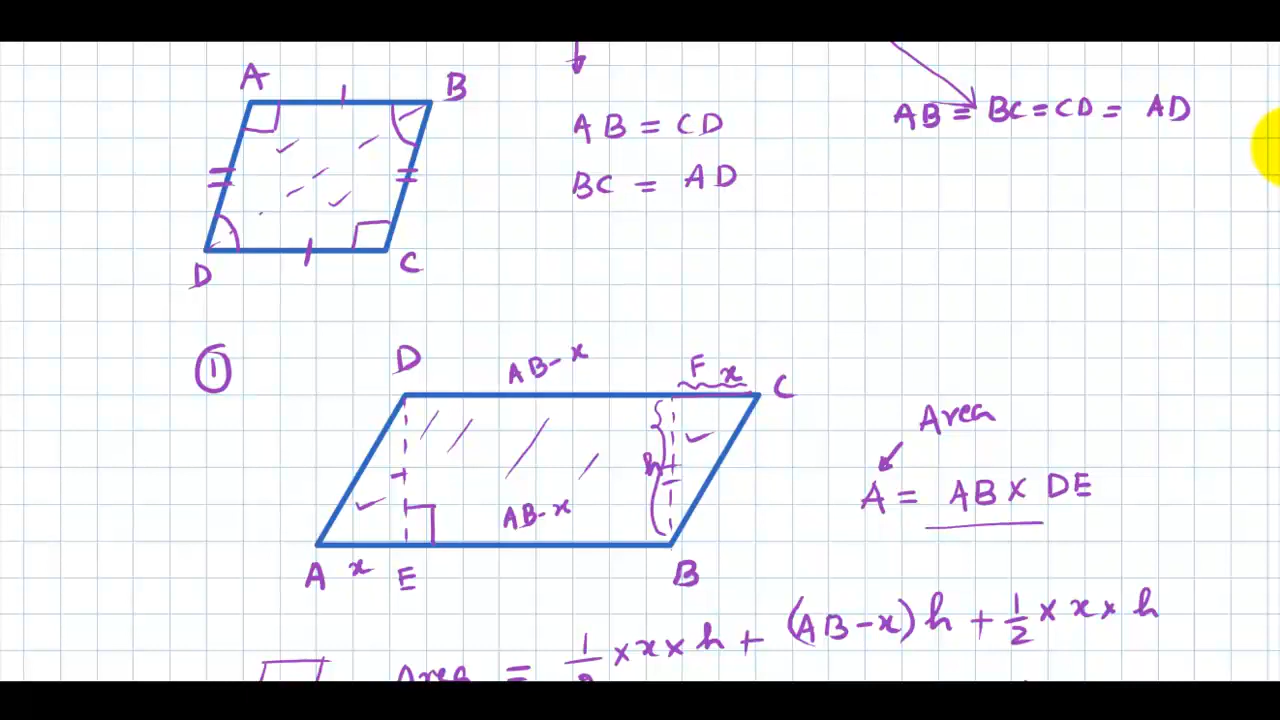 A B
AB = CD
BC = AD
AB = BC = CD = AD
D C
①
D AB-x F x C
h
AB-x
A x E B
Area
A = AB × DE
Area = 1/2 × x × h + (AB-x)h + 1/2 × x × h